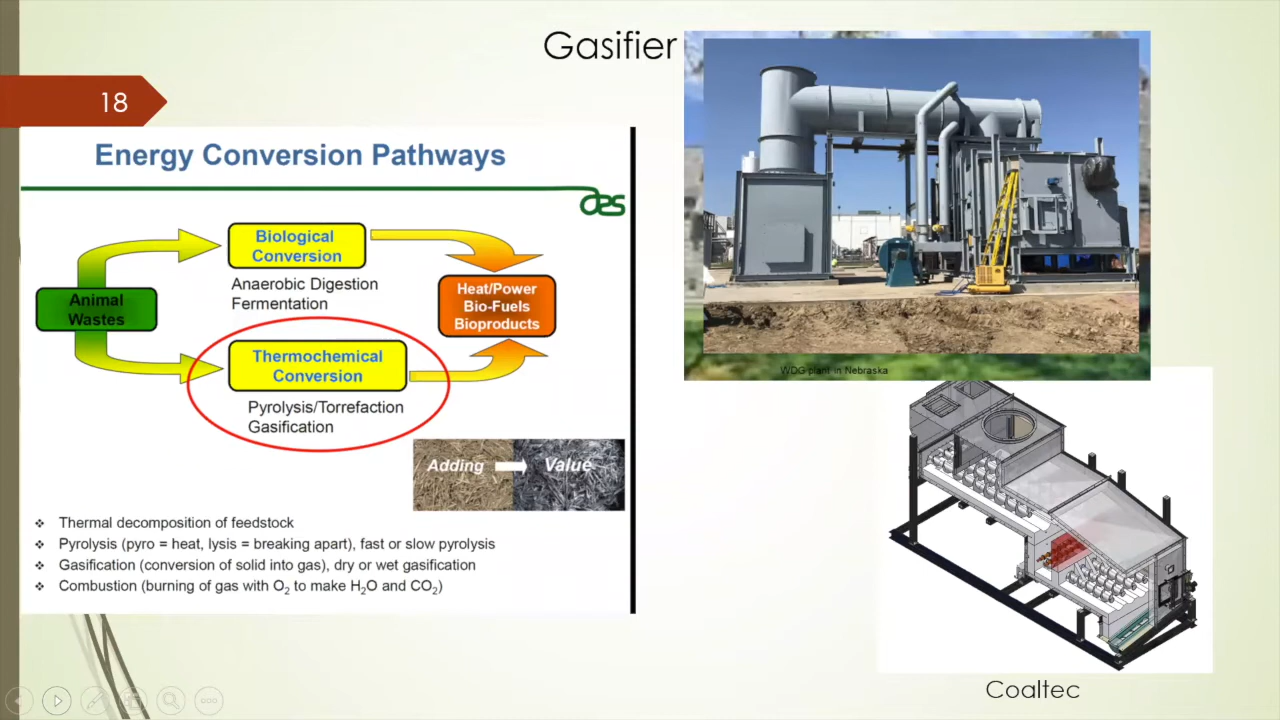 Gasifier
18
Energy Conversion Pathways
aes
Biological
Conversion
Anaerobic Digestion
Fermentation
Animal
Wastes
Heat/Power
Bio-Fuels
Bioproducts
Thermochemical
Conversion
Pyrolysis/Torrefaction
Gasification
Adding Value
❖ Thermal decomposition of feedstock
❖ Pyrolysis (pyro = heat, lysis = breaking apart), fast or slow pyrolysis
❖ Gasification (conversion of solid into gas), dry or wet gasification
❖ Combustion (burning of gas with O₂ to make H₂O and CO₂)
WDG plant in Nebraska
Coaltec